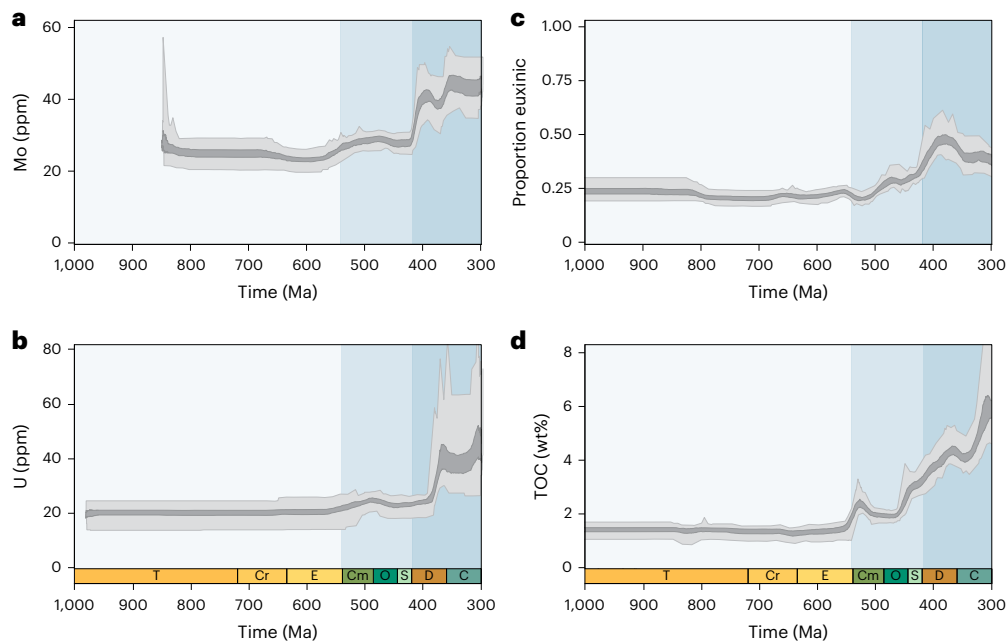 a
Mo (ppm)
60
40
20
0
1,000 900 800 700 600 500 400 300
Time (Ma)
c
Proportion euxinic
1.00
0.75
0.50
0.25
0
1,000 900 800 700 600 500 400 300
Time (Ma)
b
U (ppm)
80
60
40
20
0
T Cr E Cm O S D C
1,000 900 800 700 600 500 400 300
Time (Ma)
d
TOC (wt%)
8
6
4
2
0
T Cr E Cm O S D C
1,000 900 800 700 600 500 400 300
Time (Ma)